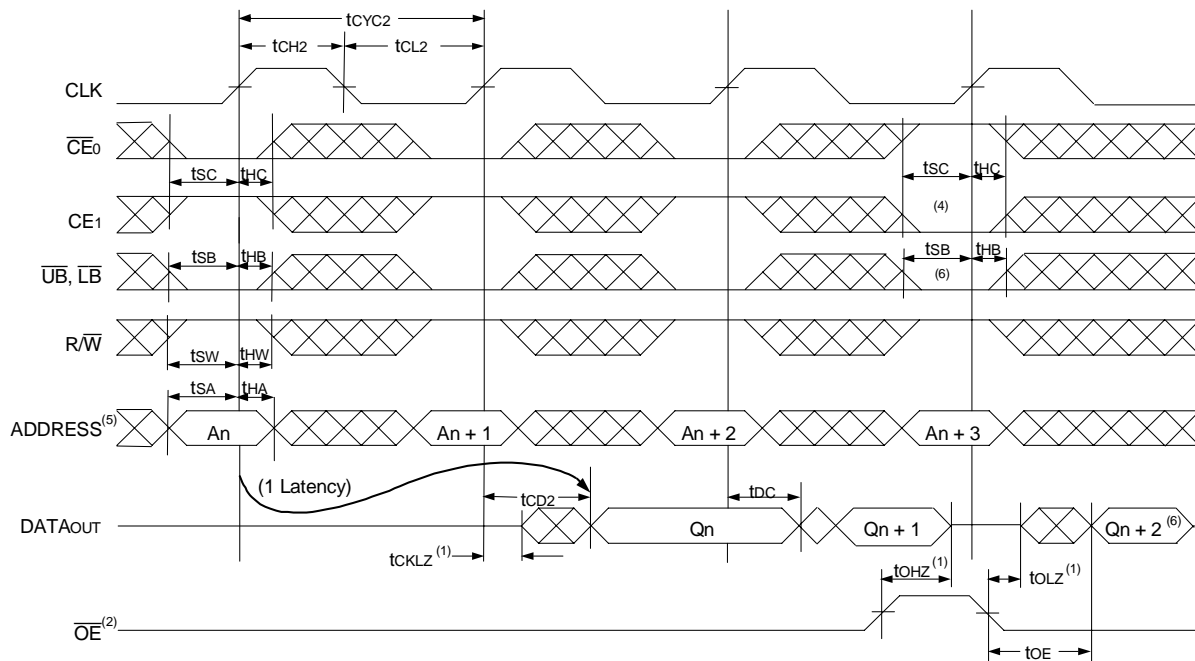 tCYC2
tCH2 tCL2
CLK
CE0
tSC tHC tSC tHC
CE1 (4)
tSB tHB tSB tHB
UB, LB (6)
R/W
tSW tHW
tSA tHA
ADDRESS(5) An An + 1 An + 2 An + 3
(1 Latency) tCD2 tDC
DATAOUT Qn Qn + 1 Qn + 2 (6)
tCKLZ (1)
tOHZ (1) tOLZ (1)
OE(2)
tOE